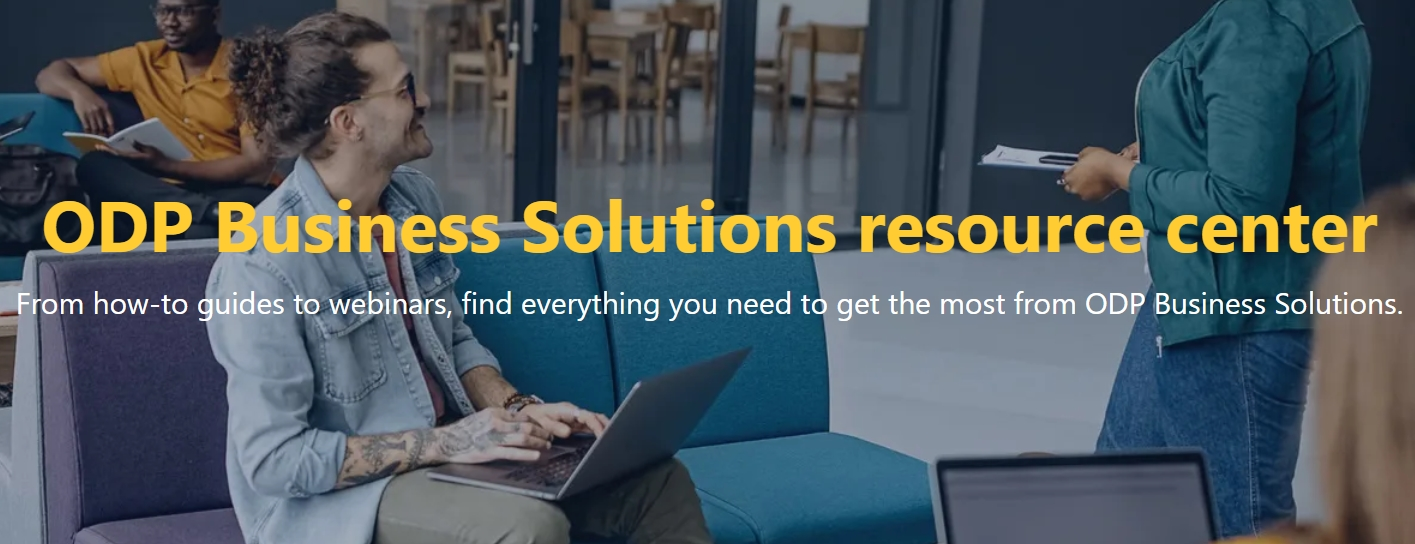 ODP Business Solutions resource center
From how-to guides to webinars, find everything you need to get the most from ODP Business Solutions.